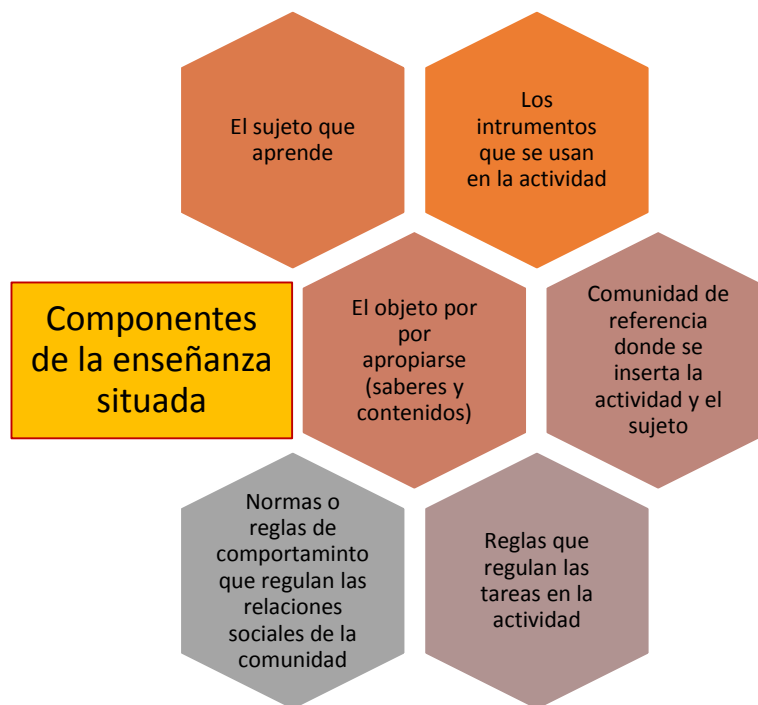 El sujeto que
aprende
Los
intrumentos
que se usan
en la actividad
Componentes
de la enseñanza
situada
El objeto por
por
apropiarse
(saberes y
contenidos)
Comunidad de
referencia
donde se
inserta la
actividad y el
sujeto
Normas o
reglas de
comportaminto
que regulan las
relaciones
sociales de la
comunidad
Reglas que
regulan las
tareas en la
actividad